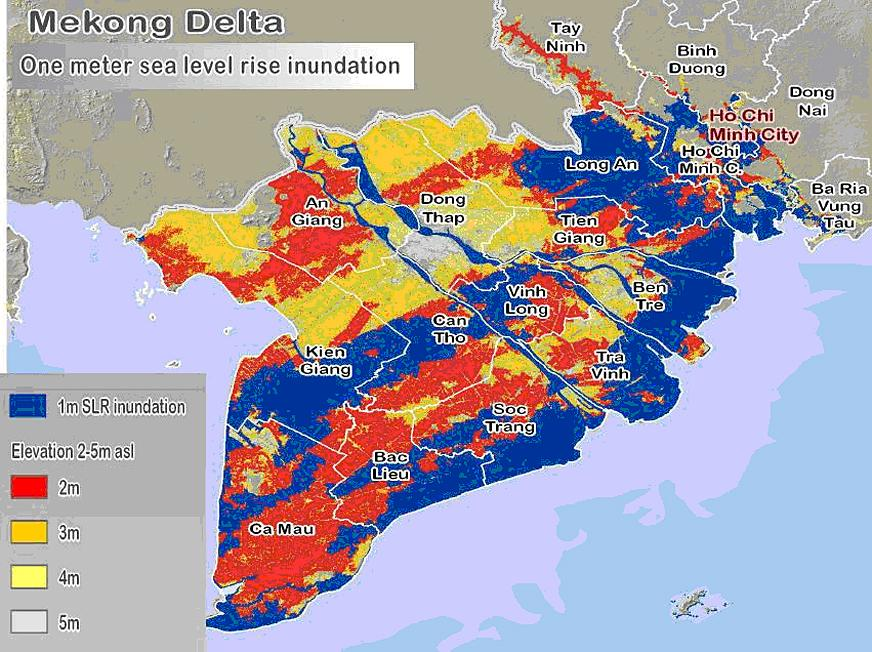 Mekong Delta
One meter sea level rise inundation
Tay
Ninh
Binh
Duong
Dong
Nai
Ho Chi
Minh City
Ho Chi
Minh C.
Long An
Ba Ria
Vung
Tau
An
Giang
Dong
Thap
Tien
Giang
Ben
Tre
Vinh
Long
Can
Tho
Kien
Giang
Tra
Vinh
Soc
Trang
Bac
Lieu
Ca Mau
1m SLR inundation
Elevation 2-5m asl
2m
3m
4m
5m